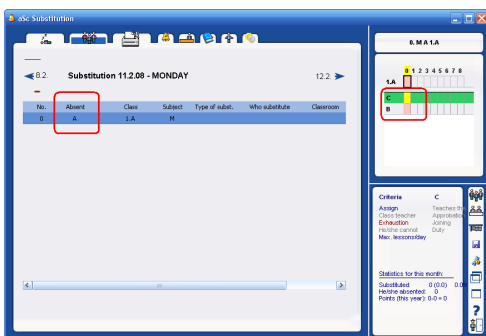 aSc Substitution
8.2. Substitution 11.2.08 - MONDAY 12.2.
No. Absent Class Subject Type of subst. Who substitute Classroom
0 A 1.A M
0. M A 1.A
0 1 2 3 4 5 6 7 8
1.A
C
B
Criteria C
Assign Teaches th
Class teacher Approbatio
Exhaustion Joining
He/she cannot Duty
Max. lessons/day
Statistics for this month:
Substituted: 0 (0.0) 0.0
He/she absented: 0
Points (this year): 0-0 = 0